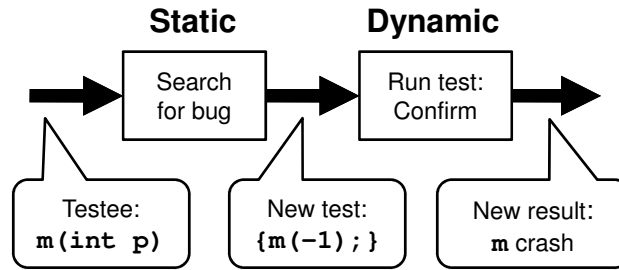 Static
Dynamic
Search
for bug
Run test:
Confirm
Testee:
m(int p)
New test:
{m(-1);}
New result:
m crash